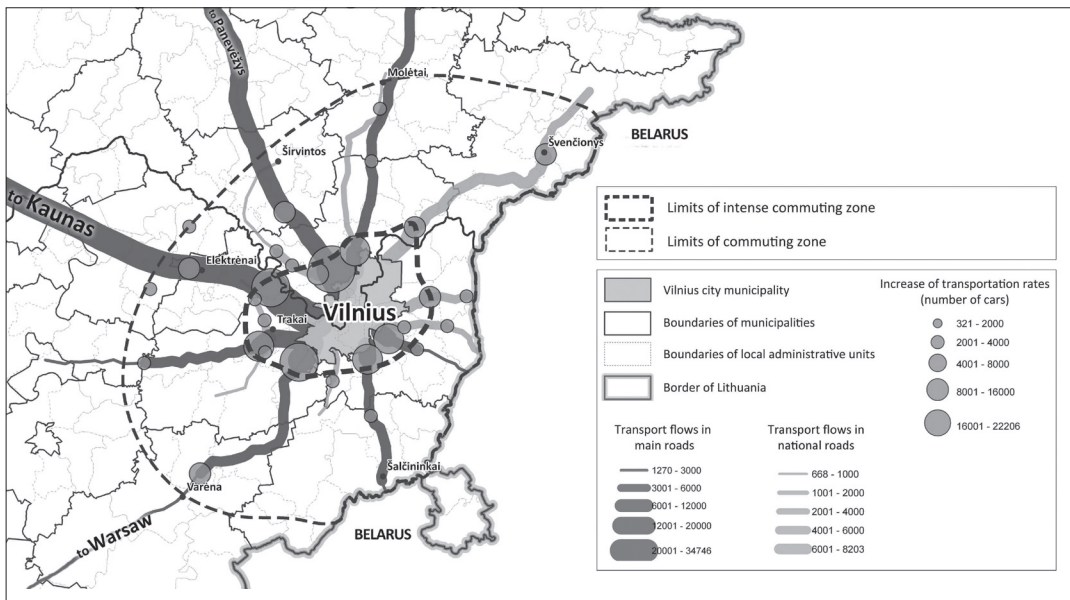 to Panevėžys
Molėtai
BELARUS
Širvintos
Švenčionys
to Kaunas
Elektrėnai
Vilnius
Trakai
Varėna
Šalčininkai
to Warsaw
BELARUS
Limits of intense commuting zone
Limits of commuting zone
Vilnius city municipality
Boundaries of municipalities
Boundaries of local administrative units
Border of Lithuania
Increase of transportation rates
(number of cars)
321 - 2000
2001 - 4000
4001 - 8000
8001 - 16000
16001 - 22206
Transport flows in
main roads
1270 - 3000
3001 - 6000
6001 - 12000
12001 - 20000
20001 - 34746
Transport flows in
national roads
668 - 1000
1001 - 2000
2001 - 4000
4001 - 6000
6001 - 8203